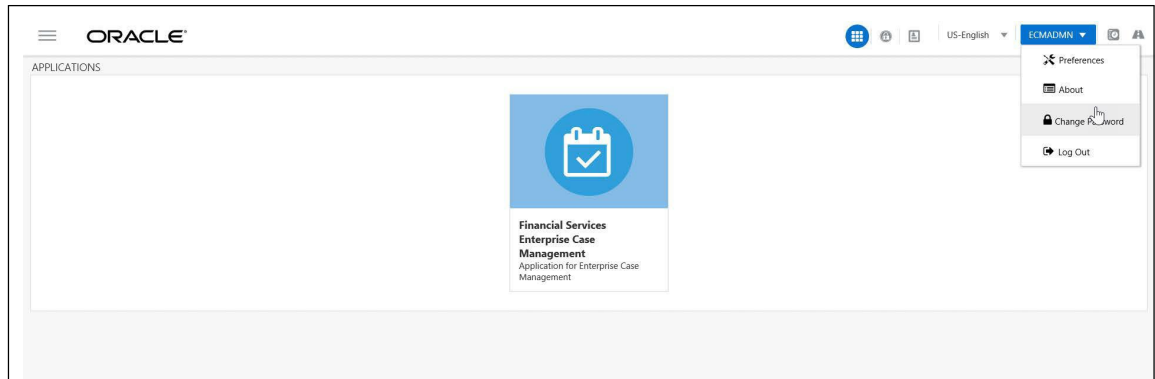 ORACLE
US-English
ECMADMN
APPLICATIONS
Preferences
About
Change Password
Log Out
Financial Services
Enterprise Case
Management
Application for Enterprise Case
Management